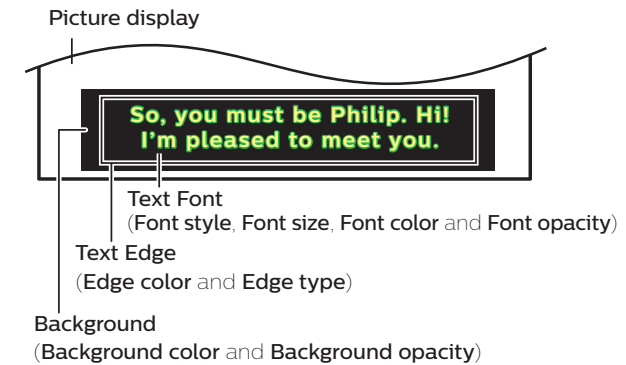 Picture display
So, you must be Philip. Hi!
I’m pleased to meet you.
Text Font
(Font style, Font size, Font color and Font opacity)
Text Edge
(Edge color and Edge type)
Background
(Background color and Background opacity)